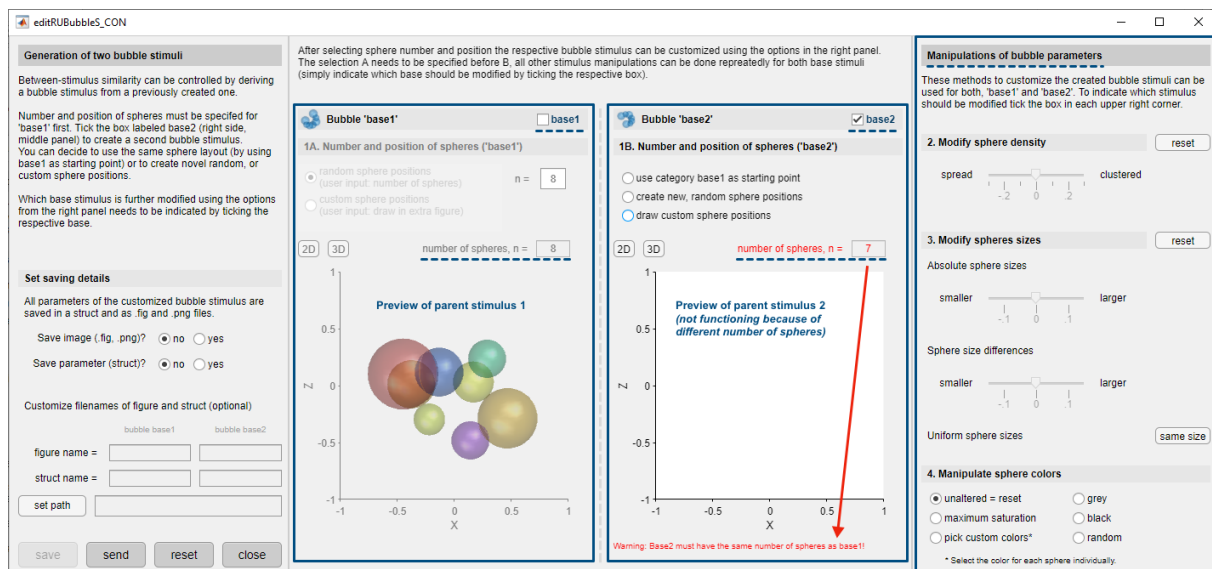 editRUBubbleS_CON
Generation of two bubble stimuli
Between-stimulus similarity can be controlled by deriving
a bubble stimulus from a previously created one.
Number and position of spheres must be specifed for
'base1' first. Tick the box labeled base2 (right side,
middle panel) to create a second bubble stimulus.
You can decide to use the same sphere layout (by using
base1 as starting point) or to create novel random, or
custom sphere positions.
Which base stimulus is further modified using the options
from the right panel needs to be indicated by ticking the
respective base.
Set saving details
All parameters of the customized bubble stimulus are
saved in a struct and as .fig and .png files.
Save image (.fig, .png)? no yes
Save parameter (struct)? no yes
Customize filenames of figure and struct (optional)
bubble base1 bubble base2
figure name =
struct name =
set path
save send reset close
After selecting sphere number and position the respective bubble stimulus can be customized using the options in the right panel.
The selection A needs to be specified before B, all other stimulus manipulations can be done repreatedly for both base stimuli
(simply indicate which base should be modified by ticking the respective box).
Bubble 'base1' base1
1A. Number and position of spheres ('base1')
random sphere positions
(user input: number of spheres)
n = 8
custom sphere positions
(user input: draw in extra figure)
2D 3D number of spheres, n = 8
Preview of parent stimulus 1
1
0.5
Z 0
-0.5
-1
-1 -0.5 0 0.5 1
X
Bubble 'base2' base2
1B. Number and position of spheres ('base2')
use category base1 as starting point
create new, random sphere positions
draw custom sphere positions
2D 3D number of spheres, n = 7
Preview of parent stimulus 2
(not functioning because of
different number of spheres)
1
0.5
Z 0
-0.5
-1
-1 -0.5 0 0.5 1
X
Warning: Base2 must have the same number of spheres as base1!
Manipulations of bubble parameters
These methods to customize the created bubble stimuli can be
used for both, 'base1' and 'base2'. To indicate which stimulus
should be modified tick the box in each upper right corner.
2. Modify sphere density reset
spread clustered
-.2 0 .2
3. Modify spheres sizes reset
Absolute sphere sizes
smaller larger
-.1 0 .1
Sphere size differences
smaller larger
-.1 0 .1
Uniform sphere sizes same size
4. Manipulate sphere colors
unaltered = reset grey
maximum saturation black
pick custom colors* random
* Select the color for each sphere individually.